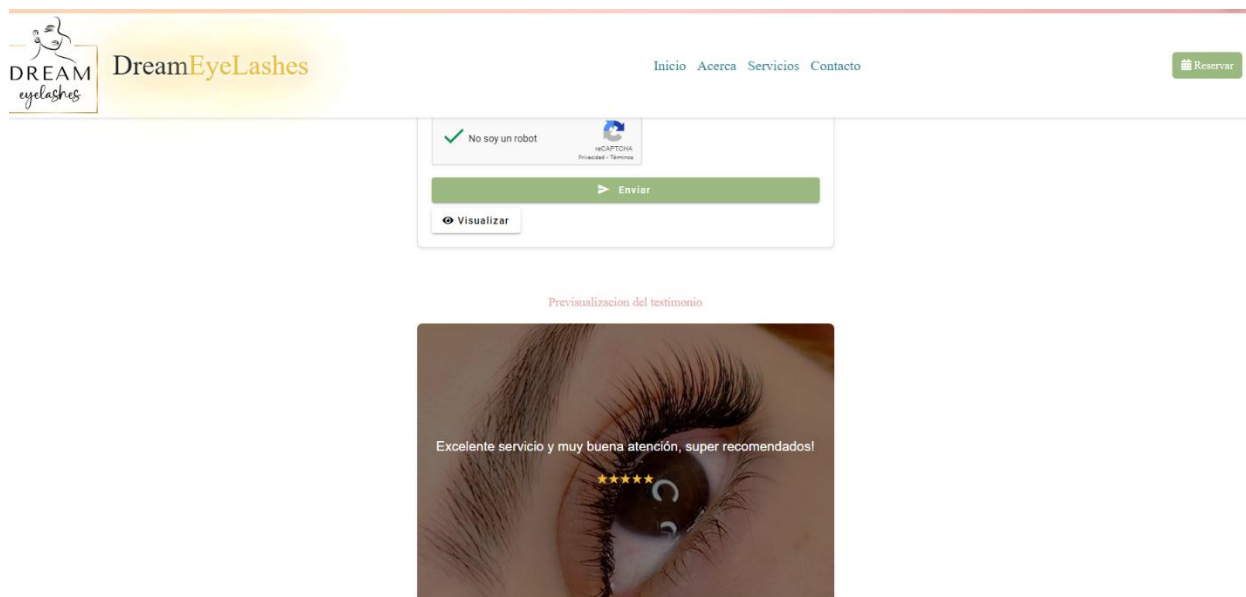 DREAM
eyelashes
DreamEyeLashes
Inicio Acerca Servicios Contacto
Reservar
No soy un robot
reCAPTCHA
Privacidad - Términos
Enviar
Visualizar
Previsualizacion del testimonio
Excelente servicio y muy buena atención, super recomendados!